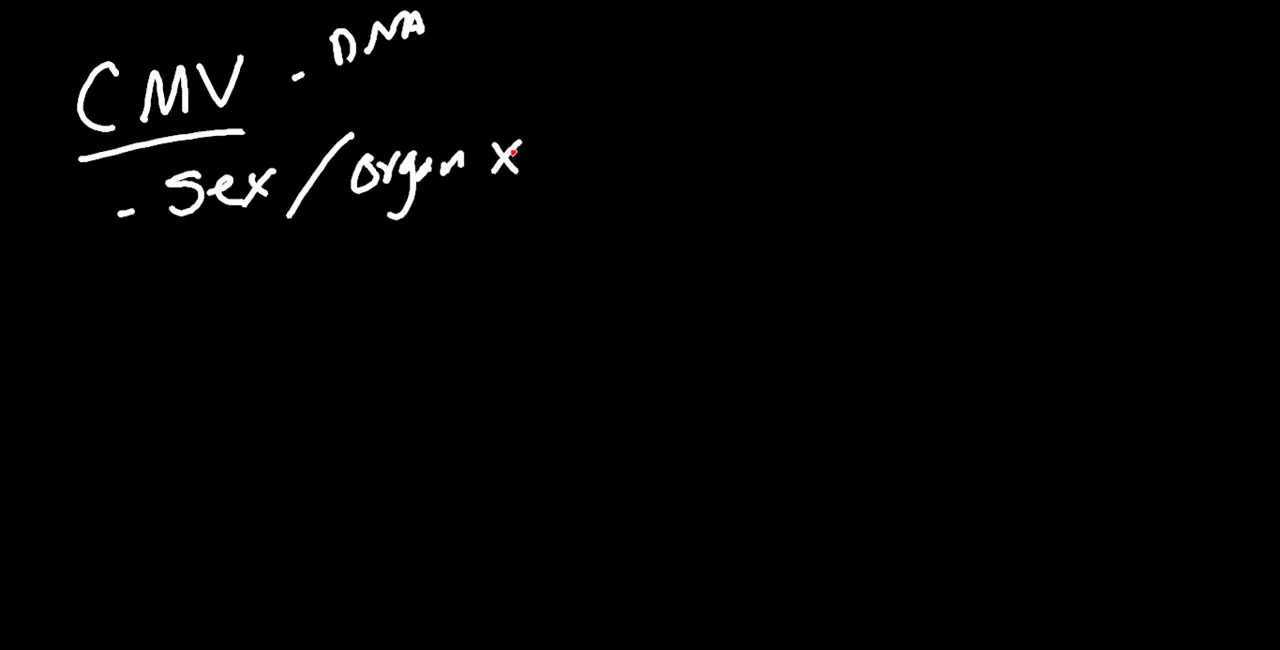 CMV - DNA
- Sex / organ X